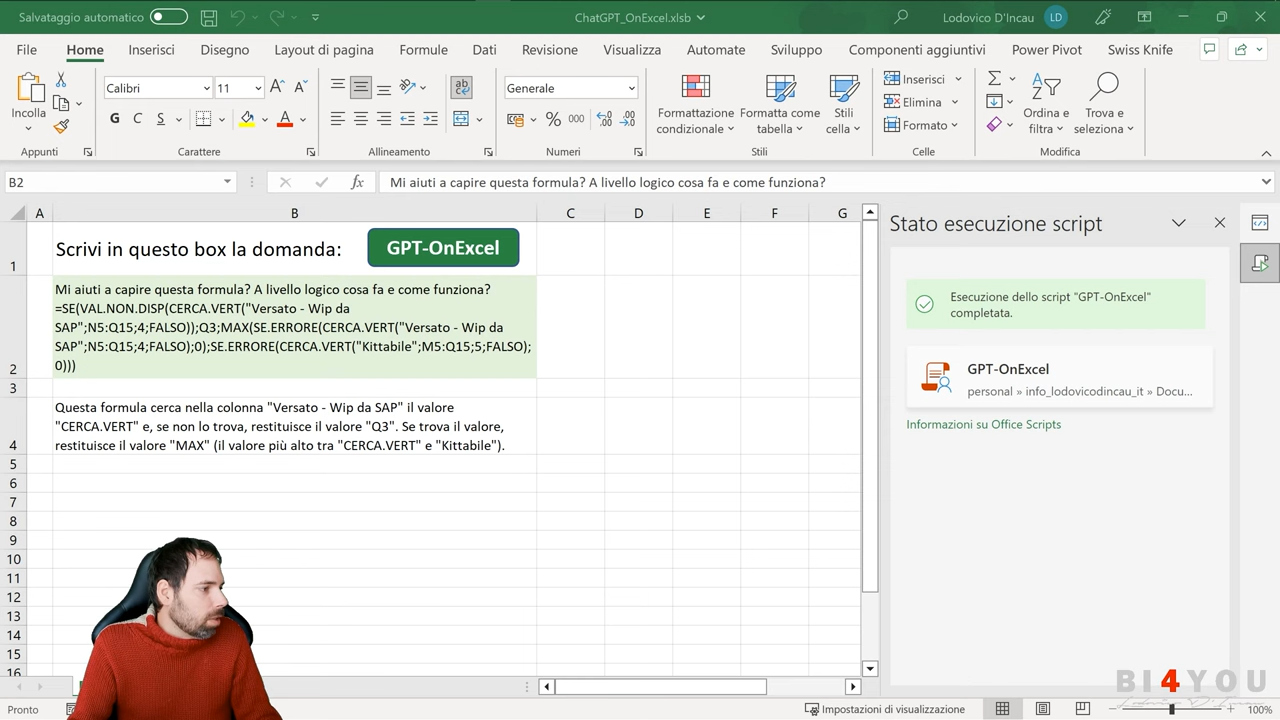 Salvataggio automatico
ChatGPT_OnExcel.xlsb
Lodovico D'Incau
LD
File
Home
Inserisci
Disegno
Layout di pagina
Formule
Dati
Revisione
Visualizza
Automate
Sviluppo
Componenti aggiuntivi
Power Pivot
Swiss Knife
Incolla
Calibri
11
G C S
ab
Generale
% 000
Formattazione
condizionale
Formatta come
tabella
Stili
cella
Inserisci
Elimina
Formato
Ordina e
filtra
Trova e
seleziona
Appunti
Carattere
Allineamento
Numeri
Stili
Celle
Modifica
B2
fx
Mi aiuti a capire questa formula? A livello logico cosa fa e come funziona?
A B C D E F G
1
Scrivi in questo box la domanda:
GPT-OnExcel
Mi aiuti a capire questa formula? A livello logico cosa fa e come funziona?
=SE(VAL.NON.DISP(CERCA.VERT("Versato - Wip da
SAP";N5:Q15;4;FALSO));Q3;MAX(SE.ERRORE(CERCA.VERT("Versato - Wip da
SAP";N5:Q15;4;FALSO);0);SE.ERRORE(CERCA.VERT("Kittabile";M5:Q15;5;FALSO);
0)))
2
3
Questa formula cerca nella colonna "Versato - Wip da SAP" il valore
"CERCA.VERT" e, se non lo trova, restituisce il valore "Q3". Se trova il valore,
restituisce il valore "MAX" (il valore più alto tra "CERCA.VERT" e "Kittabile").
4
5
6
7
8
9
10
11
12
13
14
15
16
Stato esecuzione script
Esecuzione dello script "GPT-OnExcel"
completata.
GPT-OnExcel
personal » info_lodovicodincau_it » Docu...
Informazioni su Office Scripts
BI4YOU
Pronto
Impostazioni di visualizzazione
100%